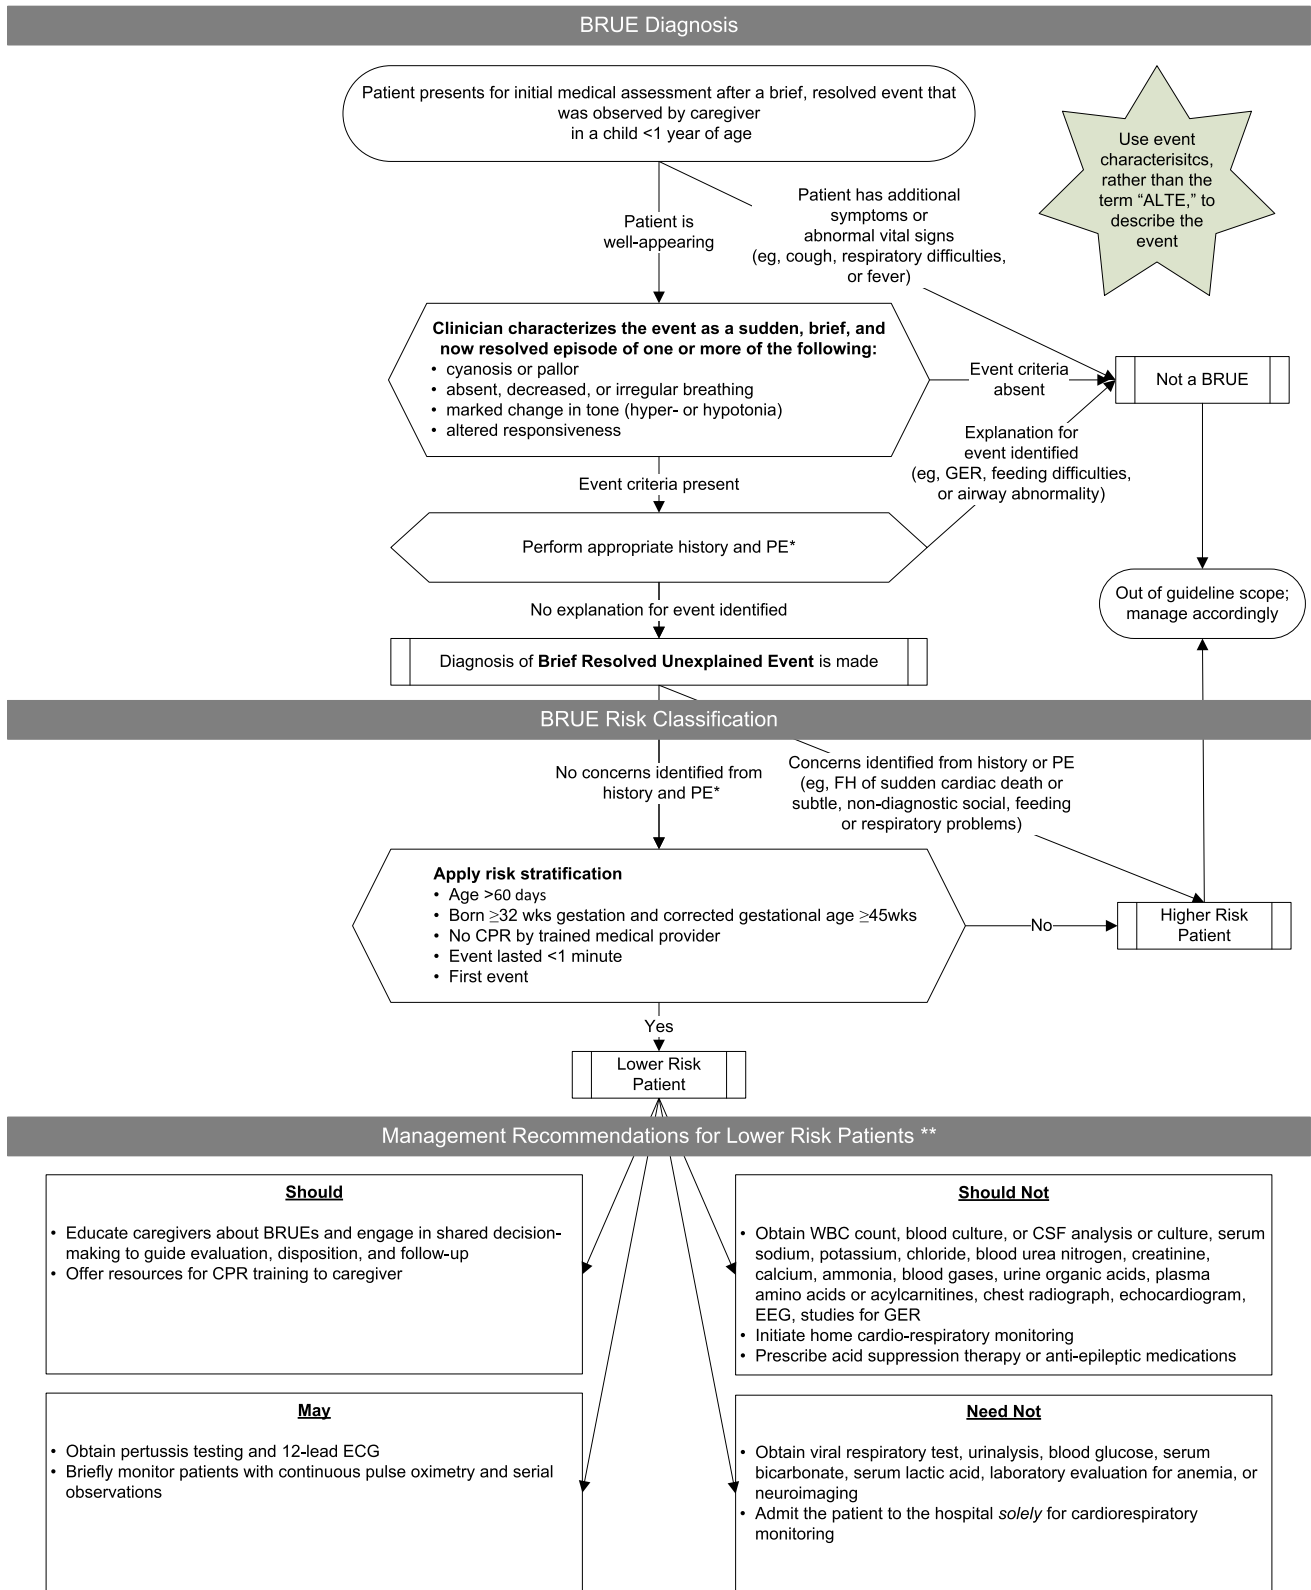 BRUE Diagnosis
Patient presents for initial medical assessment after a brief, resolved event that
was observed by caregiver
in a child <1 year of age
Use event
characterisitcs,
rather than the
term “ALTE,” to
describe the
event
Patient is
well-appearing
Patient has additional
symptoms or
abnormal vital signs
(eg, cough, respiratory difficulties,
or fever)
Clinician characterizes the event as a sudden, brief, and
now resolved episode of one or more of the following:
• cyanosis or pallor
• absent, decreased, or irregular breathing
• marked change in tone (hyper- or hypotonia)
• altered responsiveness
Event criteria
absent
Not a BRUE
Explanation for
event identified
(eg, GER, feeding difficulties,
or airway abnormality)
Event criteria present
Perform appropriate history and PE*
No explanation for event identified
Out of guideline scope;
manage accordingly
Diagnosis of Brief Resolved Unexplained Event is made
BRUE Risk Classification
No concerns identified from
history and PE*
Concerns identified from history or PE
(eg, FH of sudden cardiac death or
subtle, non-diagnostic social, feeding
or respiratory problems)
Apply risk stratification
• Age >60 days
• Born ≥32 wks gestation and corrected gestational age ≥45wks
• No CPR by trained medical provider
• Event lasted <1 minute
• First event
No
Higher Risk
Patient
Yes
Lower Risk
Patient
Management Recommendations for Lower Risk Patients **
Should
• Educate caregivers about BRUEs and engage in shared decision-
making to guide evaluation, disposition, and follow-up
• Offer resources for CPR training to caregiver
Should Not
• Obtain WBC count, blood culture, or CSF analysis or culture, serum
sodium, potassium, chloride, blood urea nitrogen, creatinine,
calcium, ammonia, blood gases, urine organic acids, plasma
amino acids or acylcarnitines, chest radiograph, echocardiogram,
EEG, studies for GER
• Initiate home cardio-respiratory monitoring
• Prescribe acid suppression therapy or anti-epileptic medications
May
• Obtain pertussis testing and 12-lead ECG
• Briefly monitor patients with continuous pulse oximetry and serial
observations
Need Not
• Obtain viral respiratory test, urinalysis, blood glucose, serum
bicarbonate, serum lactic acid, laboratory evaluation for anemia, or
neuroimaging
• Admit the patient to the hospital solely for cardiorespiratory
monitoring